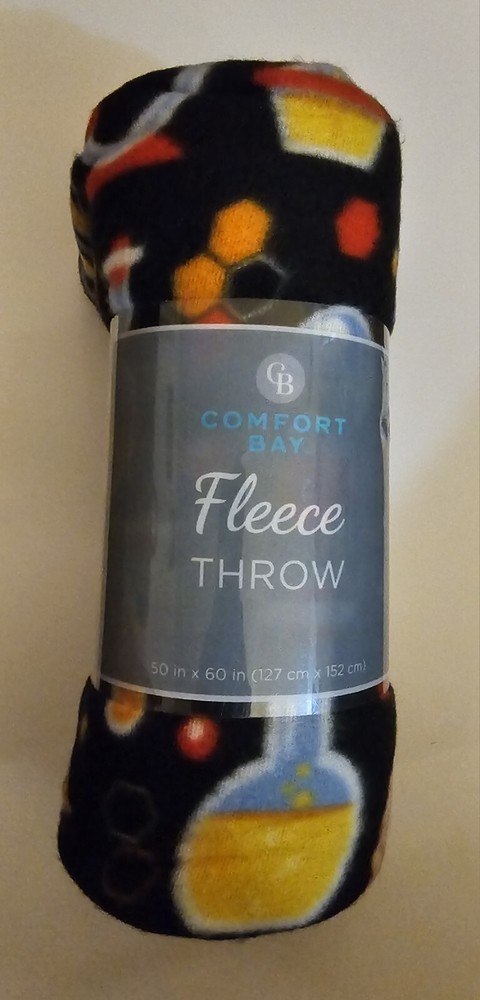 CB
COMFORT
BAY
Fleece
THROW
50 in x 60 in (127 cm x 152 cm)